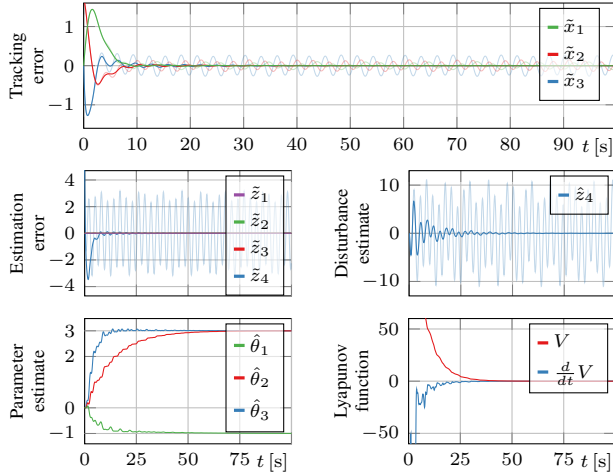 Tracking error
1
0
−1
0 10 20 30 40 50 60 70 80 90 t [s]
x̃₁
x̃₂
x̃₃
Estimation error
4
2
0
−2
−4
z̃₁
z̃₂
z̃₃
z̃₄
Disturbance estimate
10
0
−10
ẑ₄
Parameter estimate
3
0
−1
0 25 50 75 t [s]
θ̂₁
θ̂₂
θ̂₃
Lyapunov function
50
0
−50
0 25 50 75 t [s]
V
d/dt V